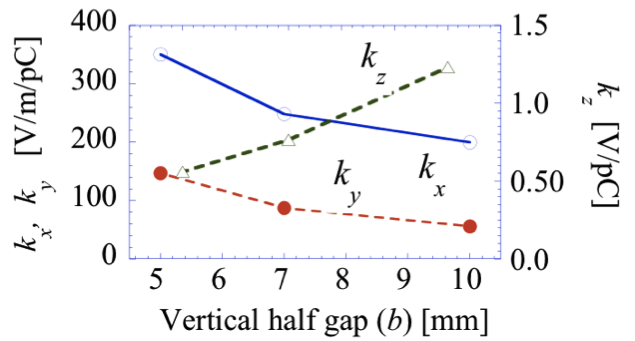 400
300
200
100
0
k_x, k_y [V/m/pC]
1.5
1.0
0.50
0.0
k_z [V/pC]
k_z
k_y
k_x
5 6 7 8 9 10
Vertical half gap (b) [mm]